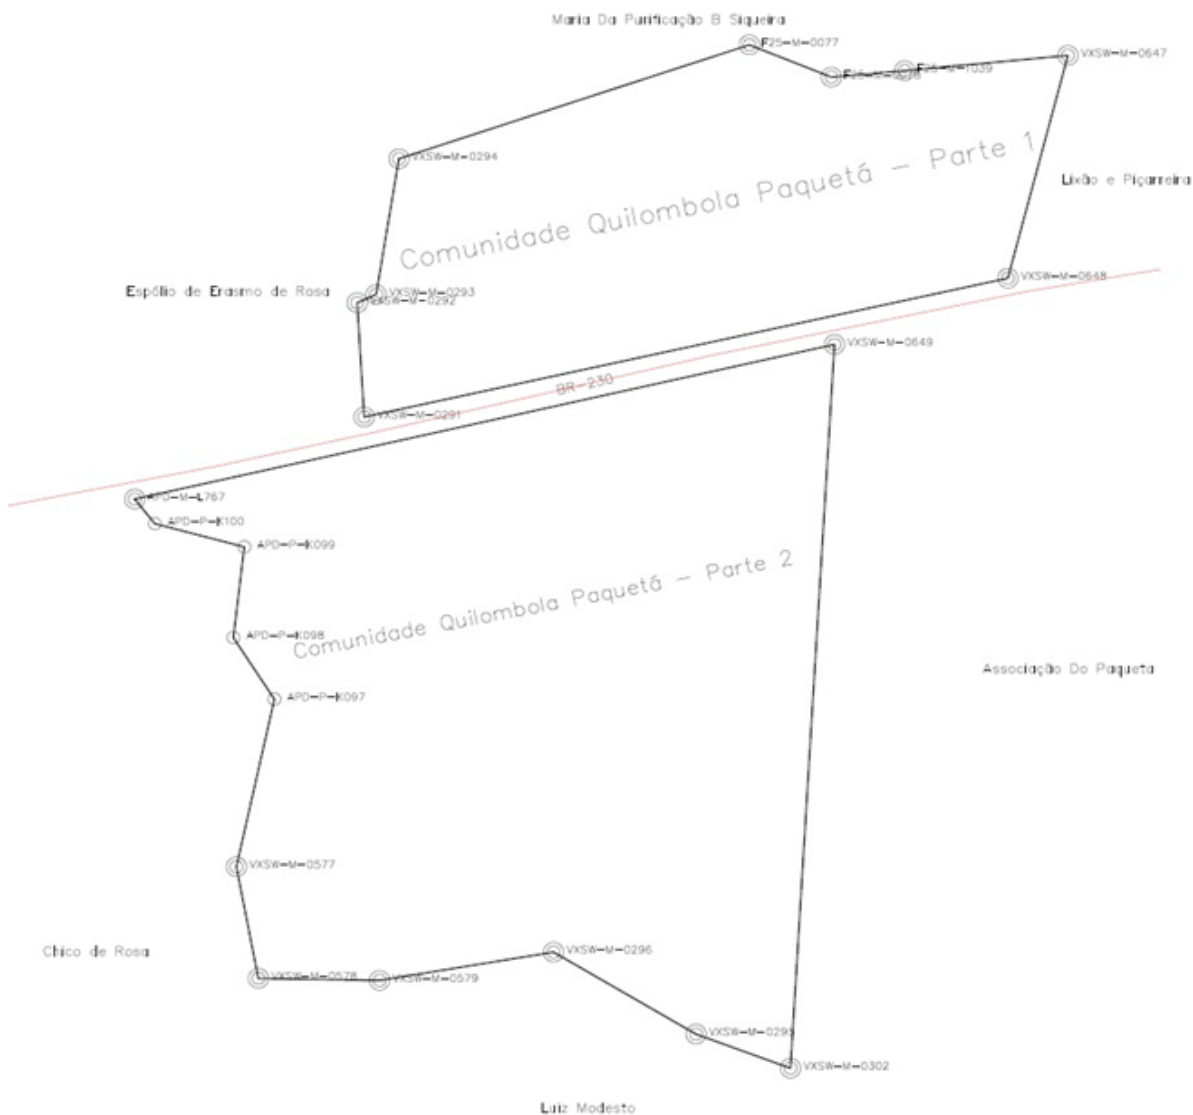 Maria Da Purificação B Siqueira
F25-M-0077
VXSW-M-0647
F25-M-1039
VXSW-M-0294
Comunidade Quilombola Paquetá - Parte 1
Lixão e Piçarreira
VXSW-M-0648
Espólio de Erasmo de Rosa
VXSW-M-0293
VXSW-M-0292
VXSW-M-0649
BR-230
VXSW-M-0291
APD-M-L767
APD-P-K100
APD-P-K099
Comunidade Quilombola Paquetá - Parte 2
APD-P-K098
Associação Do Paqueta
APD-P-K097
VXSW-M-0577
Chico de Rosa
VXSW-M-0296
VXSW-M-0578
VXSW-M-0579
VXSW-M-0295
VXSW-M-0302
Luiz Modesto